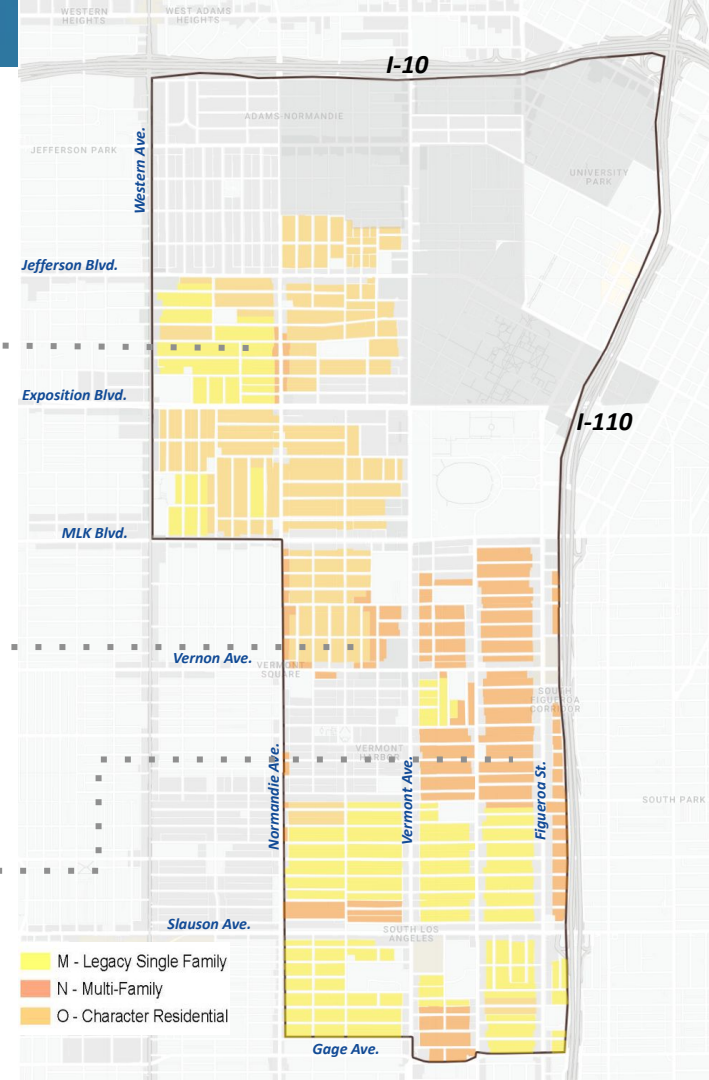 WESTERN
HEIGHTS
WEST ADAMS
HEIGHTS
I-10
ADAMS-NORMANDIE
JEFFERSON PARK
Western Ave.
UNIVERSITY
PARK
Jefferson Blvd.
Exposition Blvd.
I-110
MLK Blvd.
Vernon Ave.
VERMONT
SQUARE
SOUTH
FIGUEROA
CORRIDOR
Normandie Ave.
VERMONT
HARBOR
Vermont Ave.
Figueroa St.
SOUTH PARK
Slauson Ave.
SOUTH LOS
ANGELES
M - Legacy Single Family
N - Multi-Family
O - Character Residential
Gage Ave.